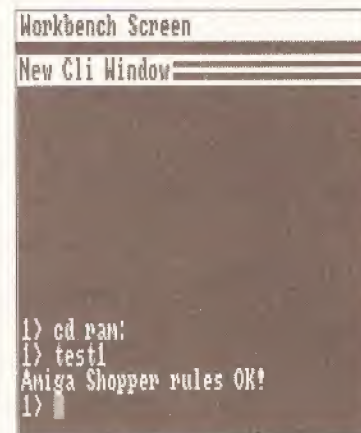 Workbench Screen
New Cli Window
1> cd ram:
1> test1
Amiga Shopper rules OK!
1>